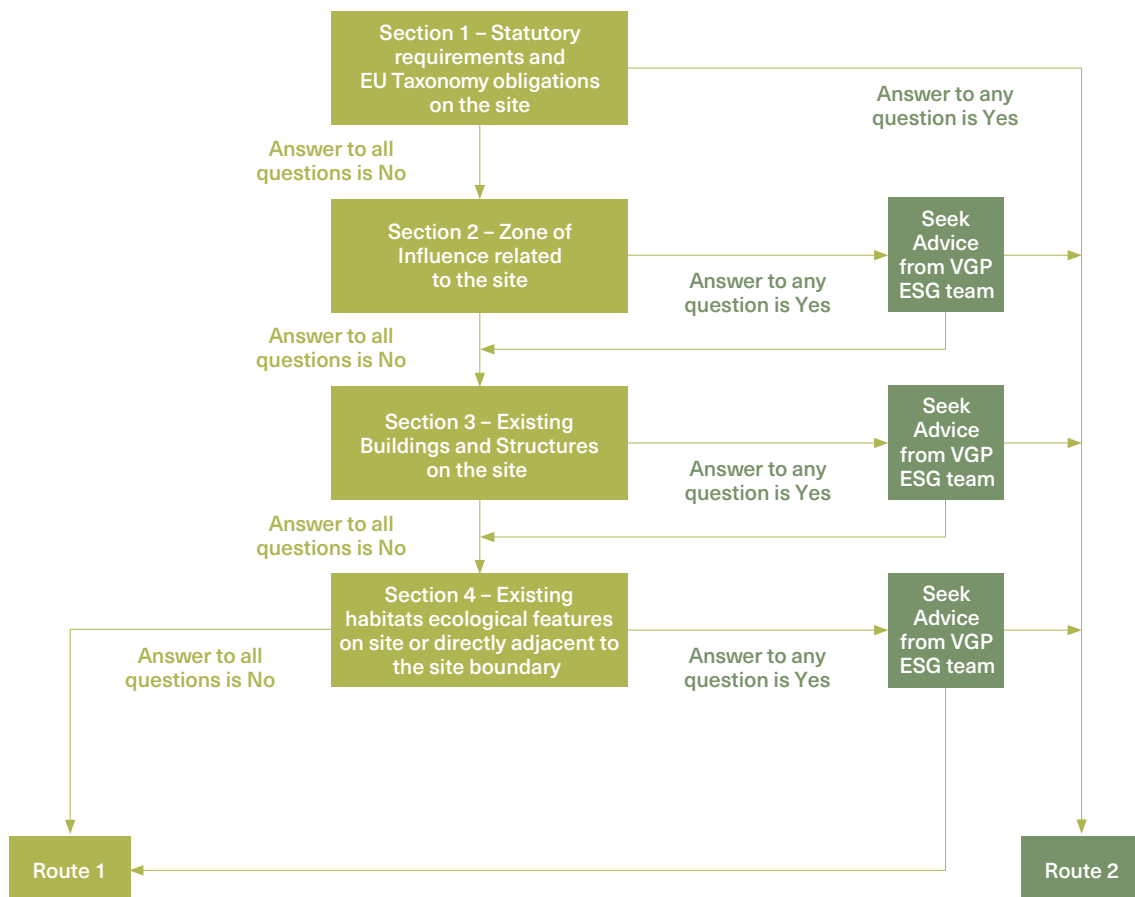 Section 1 – Statutory
requirements and
EU Taxonomy obligations
on the site
Answer to any
question is Yes
Answer to all
questions is No
Section 2 – Zone of
Influence related
to the site
Seek
Advice
from VGP
ESG team
Answer to any
question is Yes
Answer to all
questions is No
Section 3 – Existing
Buildings and Structures
on the site
Seek
Advice
from VGP
ESG team
Answer to any
question is Yes
Answer to all
questions is No
Section 4 – Existing
habitats ecological features
on site or directly adjacent to
the site boundary
Seek
Advice
from VGP
ESG team
Answer to all
questions is No
Answer to any
question is Yes
Route 1
Route 2